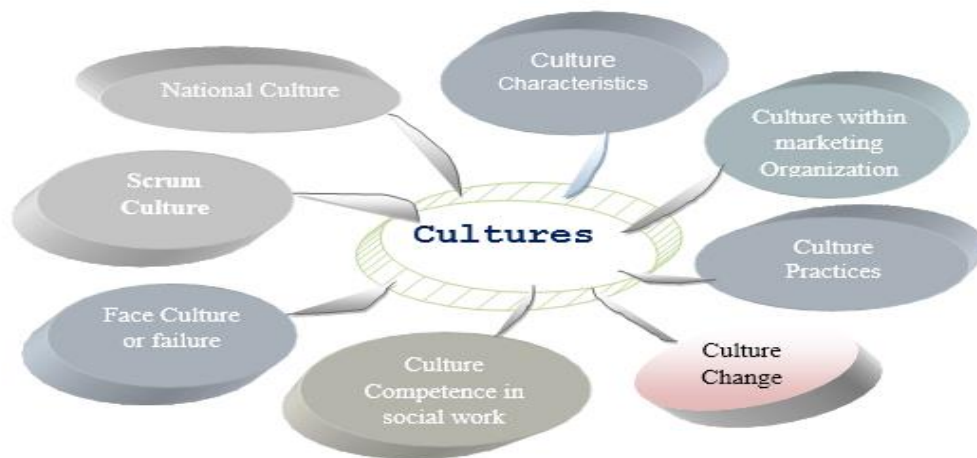 Culture
Characteristics
National Culture
Culture within
marketing
Organization
Scrum
Culture
Cultures
Culture
Practices
Face Culture
or failure
Culture
Change
Culture
Competence in
social work